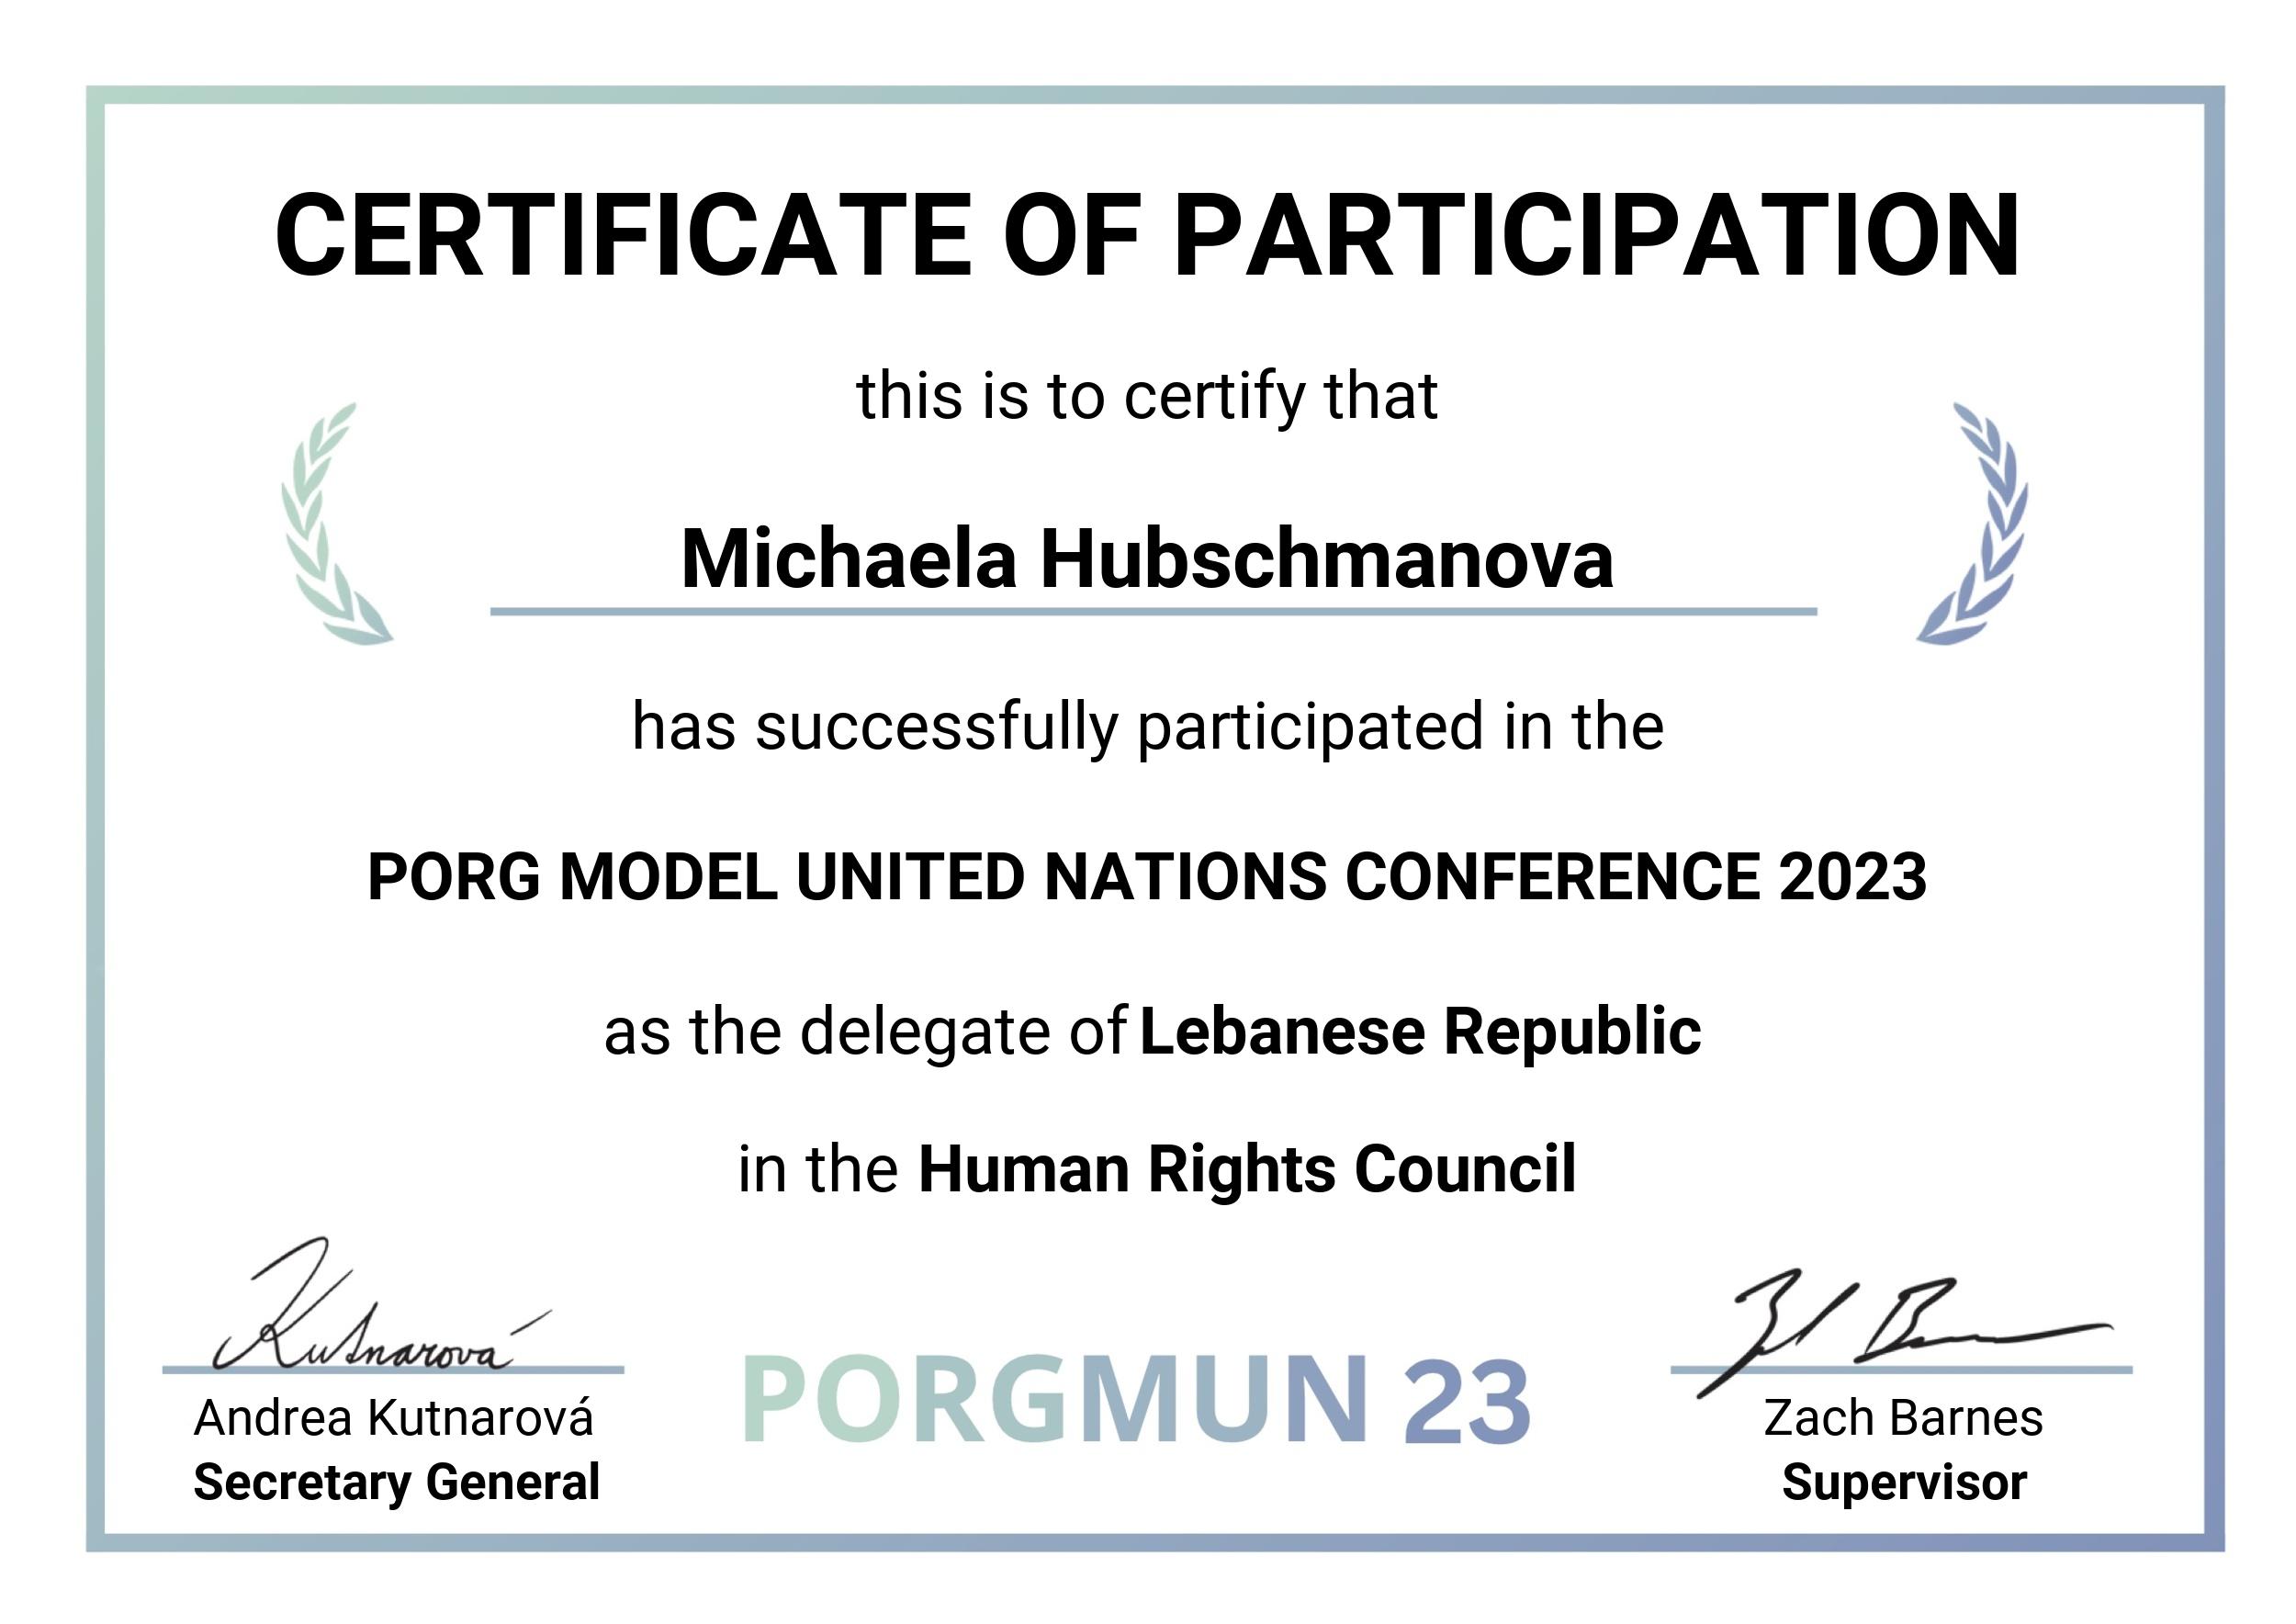 CERTIFICATE OF PARTICIPATION
this is to certify that
Michaela Hubschmanova
has successfully participated in the
PORG MODEL UNITED NATIONS CONFERENCE 2023
as the delegate of Lebanese Republic
in the Human Rights Council
Kutnarová
Andrea Kutnarová
Secretary General
PORGMUN 23
Zach Barnes
Supervisor